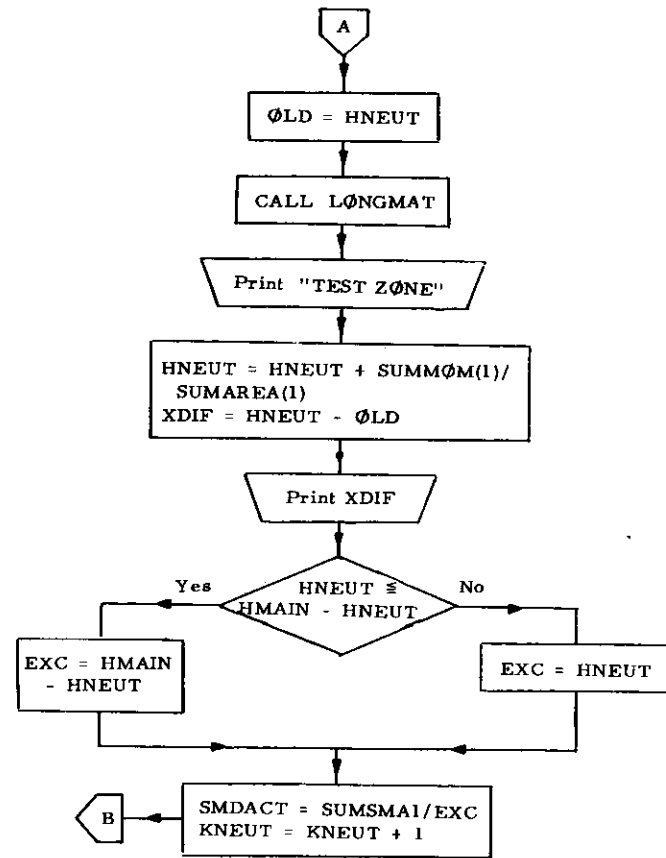 A
ØLD = HNEUT
CALL LØNGMAT
Print "TEST ZØNE"
HNEUT = HNEUT + SUMMØM(1)/
SUMAREA(1)
XDIF = HNEUT - ØLD
Print XDIF
HNEUT ≦
HMAIN - HNEUT
Yes
No
EXC = HMAIN
- HNEUT
EXC = HNEUT
SMDACT = SUMSMA1/EXC
KNEUT = KNEUT + 1
B